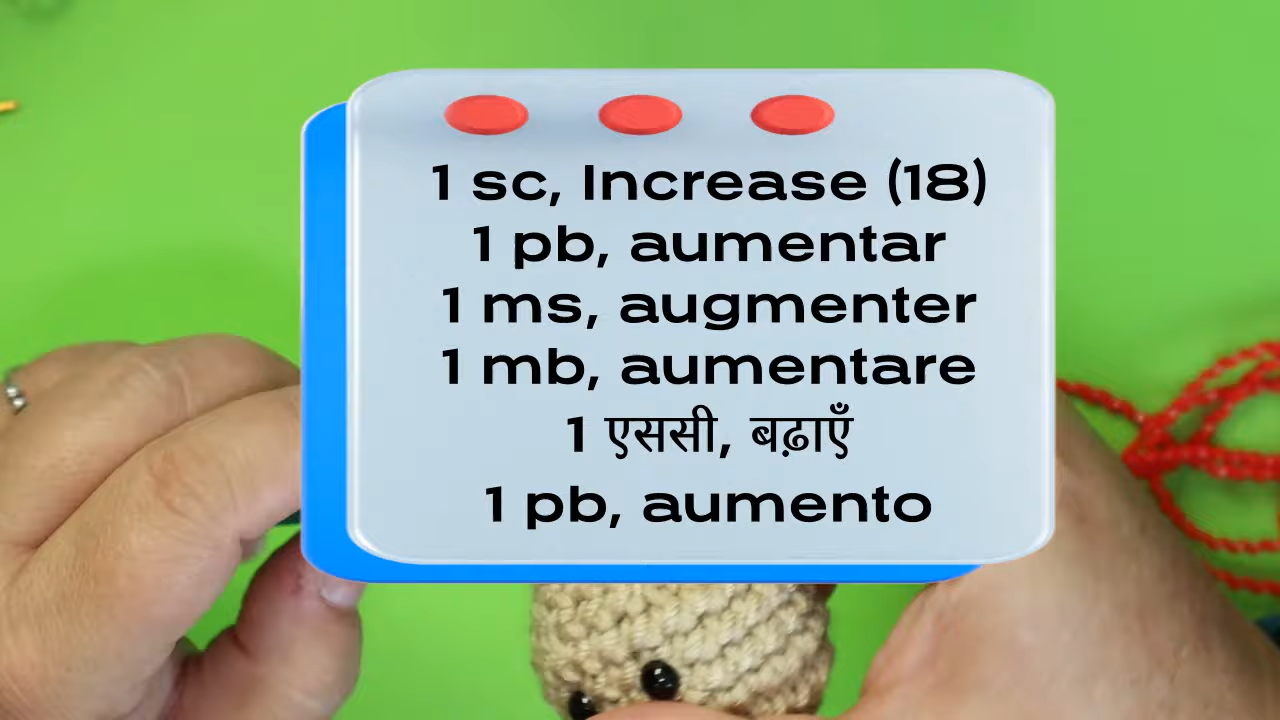 1 sc, Increase (18)
1 pb, aumentar
1 ms, augmenter
1 mb, aumentare
1 एससी, बढ़ाएँ
1 pb, aumento